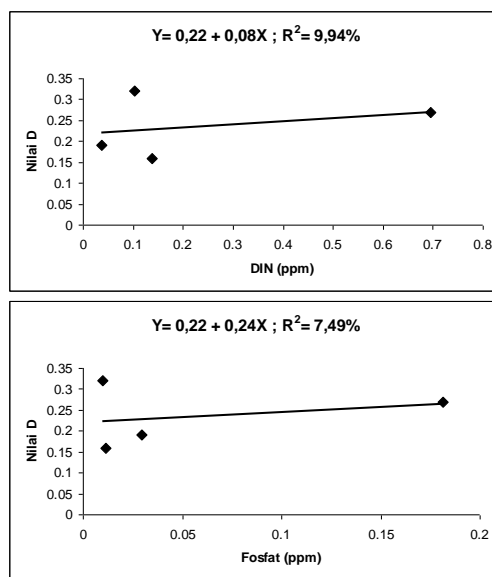 Y= 0,22 + 0,08X ; R²= 9,94%
0.35
0.3
0.25
0.2
0.15
0.1
0.05
0
Nilai D
0 0.1 0.2 0.3 0.4 0.5 0.6 0.7 0.8
DIN (ppm)
Y= 0,22 + 0,24X ; R²= 7,49%
0.35
0.3
0.25
0.2
0.15
0.1
0.05
0
Nilai D
0 0.05 0.1 0.15 0.2
Fosfat (ppm)